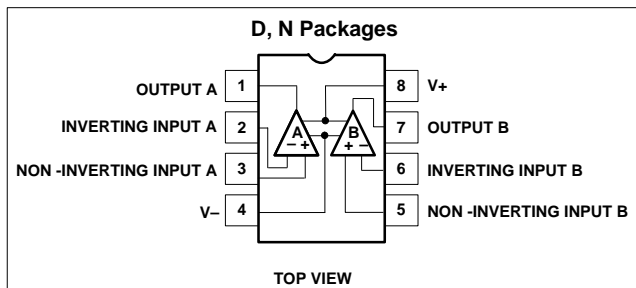 D, N Packages
OUTPUT A 1 8 V+
INVERTING INPUT A 2 A B 7 OUTPUT B
− + + −
NON -INVERTING INPUT A 3 6 INVERTING INPUT B
V− 4 5 NON -INVERTING INPUT B
TOP VIEW